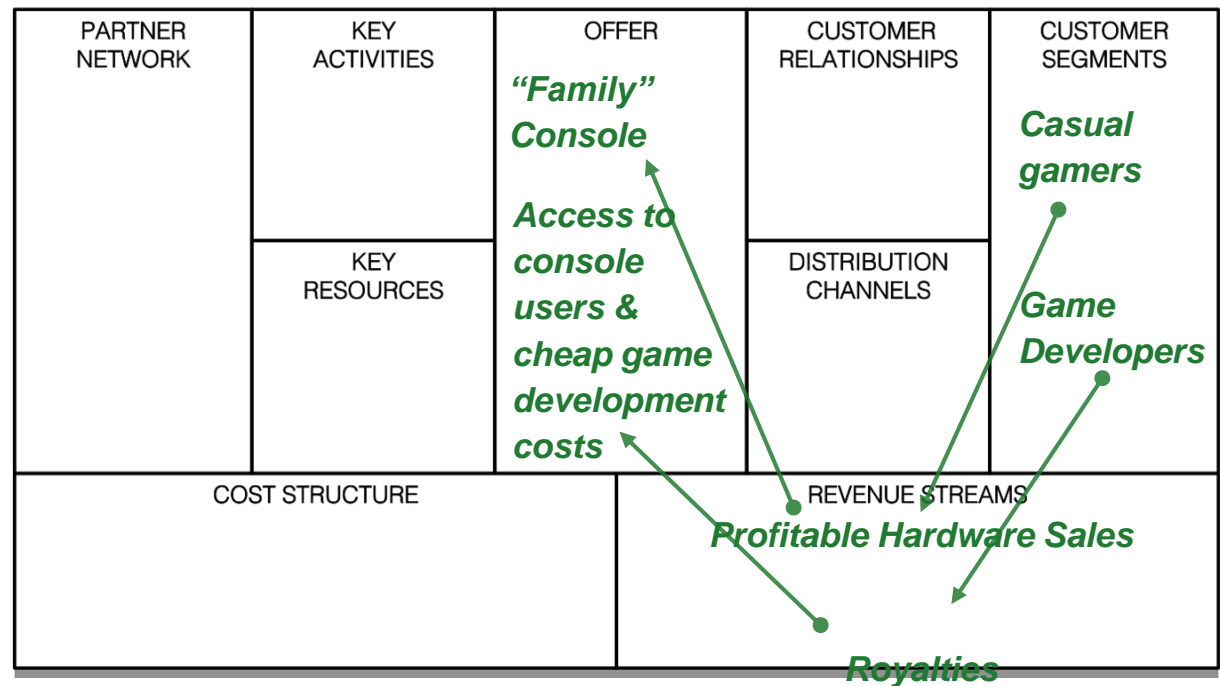 PARTNER
NETWORK
KEY
ACTIVITIES
OFFER
CUSTOMER
RELATIONSHIPS
CUSTOMER
SEGMENTS
“Family”
Console
Access to
console
users &
cheap game
development
costs
Casual
gamers
Game
Developers
KEY
RESOURCES
DISTRIBUTION
CHANNELS
COST STRUCTURE
REVENUE STREAMS
Profitable Hardware Sales
Royalties